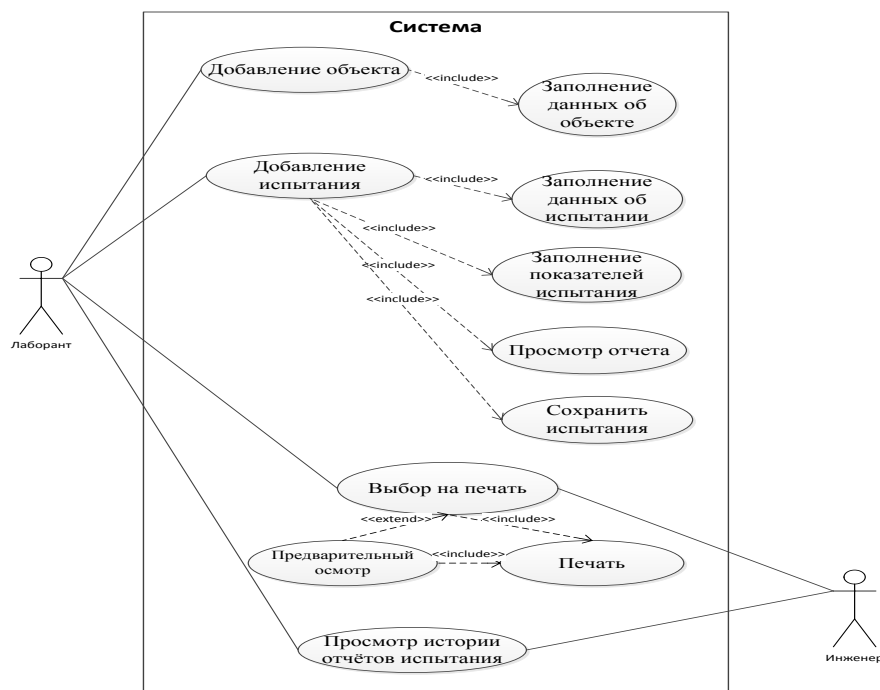 Система
Добавление объекта
<<include>>
Заполнение
данных об
объекте
Добавление
испытания
<<include>>
Заполнение
данных об
испытании
<<include>>
Заполнение
показателей
испытания
<<include>>
<<include>>
Лаборант
Просмотр отчета
Сохранить
испытания
Выбор на печать
<<extend>>
<<include>>
Предварительный
осмотр
<<include>>
Печать
Просмотр истории
отчётов испытания
Инженер